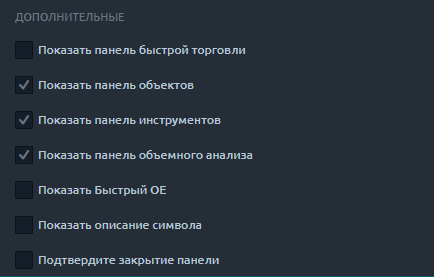 ДОПОЛНИТЕЛЬНЫЕ
Показать панель быстрой торговли
Показать панель объектов
Показать панель инструментов
Показать панель объемного анализа
Показать Быстрый ОЕ
Показать описание символа
Подтвердите закрытие панели